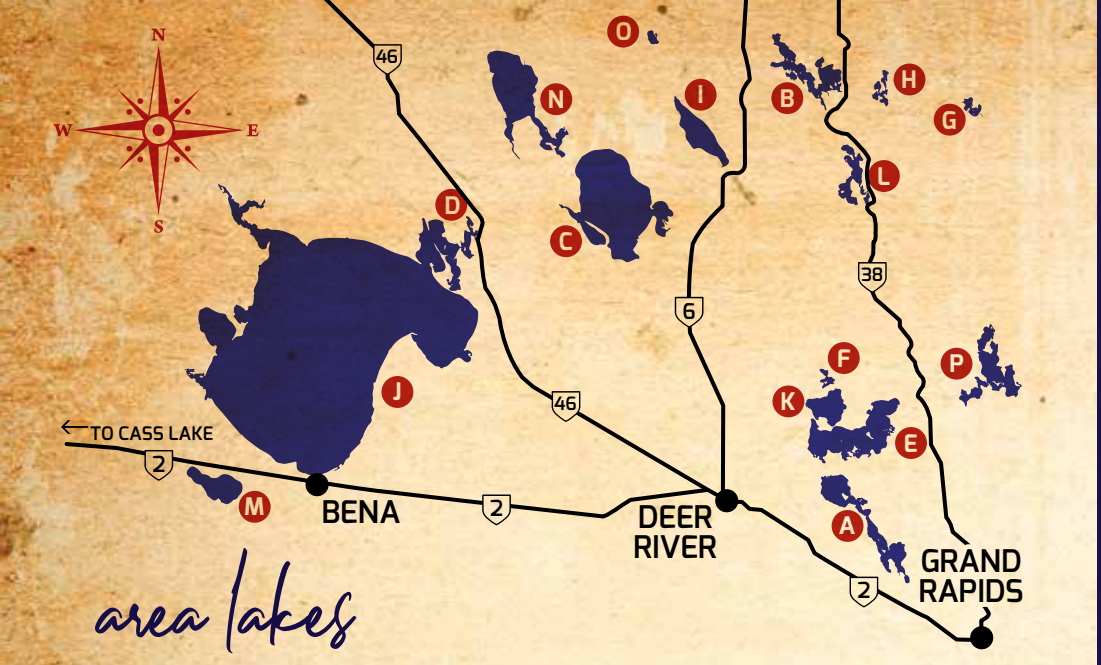 N
W
E
S
46
O
N
I
B
H
G
D
C
L
38
6
F
P
K
E
J
46
←TO CASS LAKE
2
M
BENA
2
DEER
RIVER
A
GRAND
RAPIDS
2
area lakes